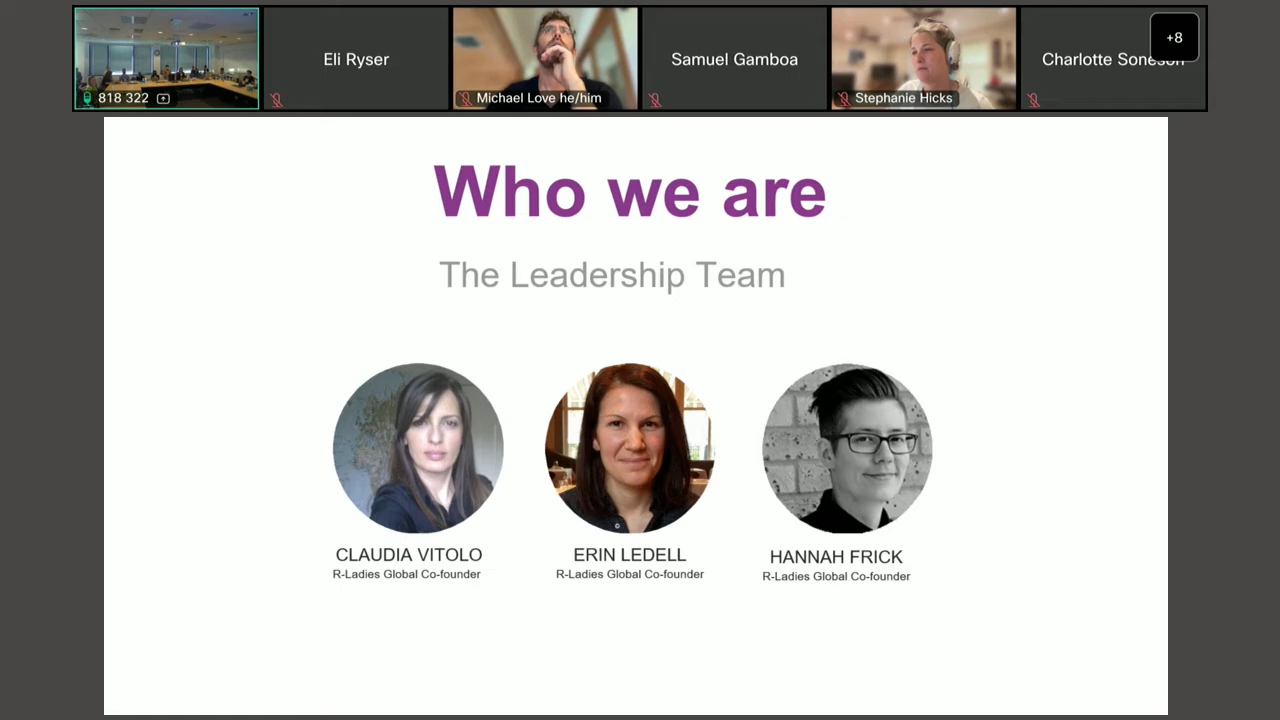 818 322
Eli Ryser
Michael Love he/him
Samuel Gamboa
Stephanie Hicks
Charlotte Soneson
+8
Who we are
The Leadership Team
CLAUDIA VITOLO
R-Ladies Global Co-founder
ERIN LEDELL
R-Ladies Global Co-founder
HANNAH FRICK
R-Ladies Global Co-founder